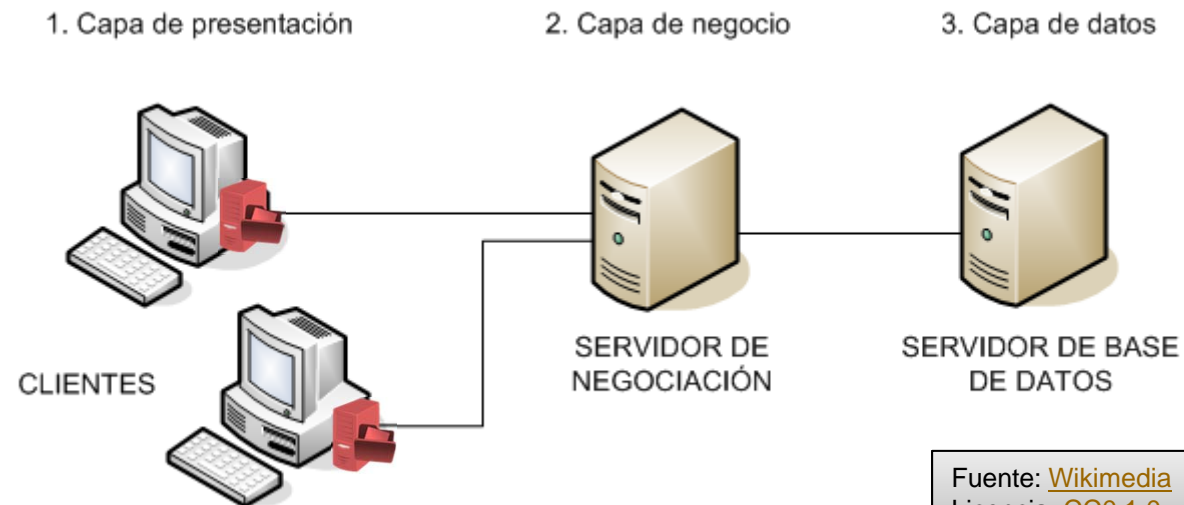 1. Capa de presentación
2. Capa de negocio
3. Capa de datos
CLIENTES
SERVIDOR DE
NEGOCIACIÓN
SERVIDOR DE BASE
DE DATOS
Fuente: Wikimedia